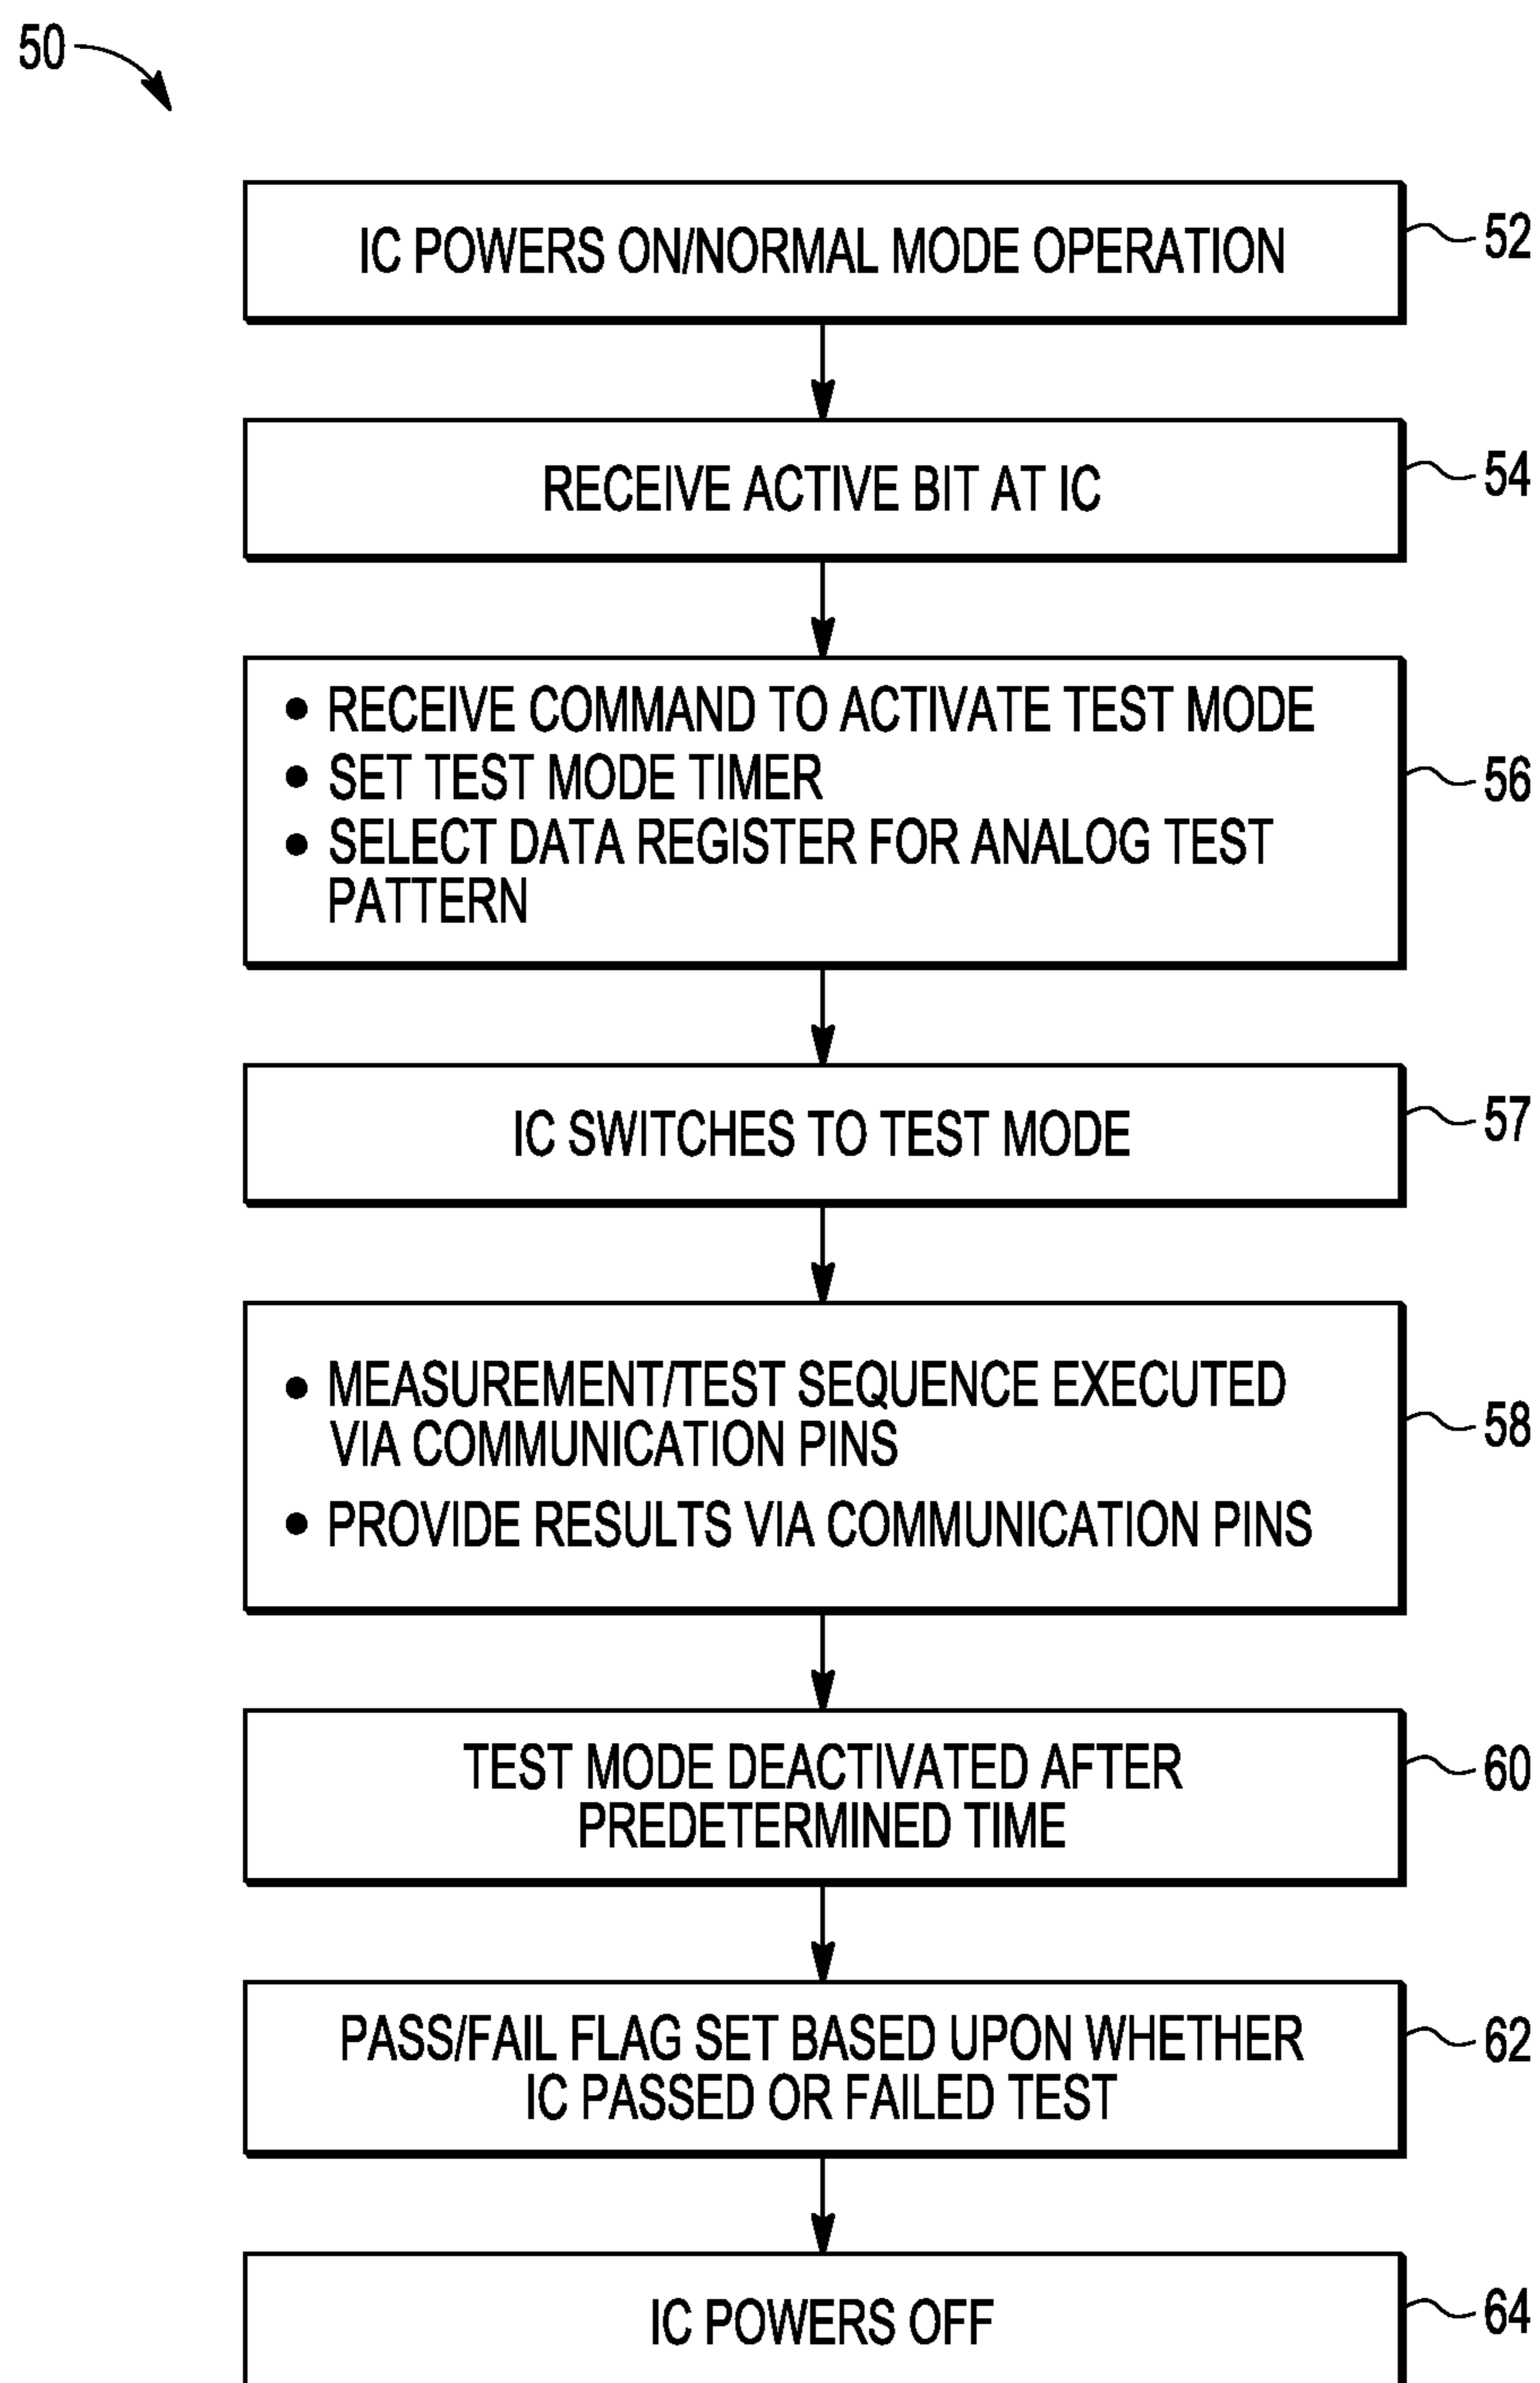 50
IC POWERS ON/NORMAL MODE OPERATION
52
RECEIVE ACTIVE BIT AT IC
54
● RECEIVE COMMAND TO ACTIVATE TEST MODE
● SET TEST MODE TIMER
● SELECT DATA REGISTER FOR ANALOG TEST
PATTERN
56
IC SWITCHES TO TEST MODE
57
● MEASUREMENT/TEST SEQUENCE EXECUTED
VIA COMMUNICATION PINS
● PROVIDE RESULTS VIA COMMUNICATION PINS
58
TEST MODE DEACTIVATED AFTER
PREDETERMINED TIME
60
PASS/FAIL FLAG SET BASED UPON WHETHER
IC PASSED OR FAILED TEST
62
IC POWERS OFF
64